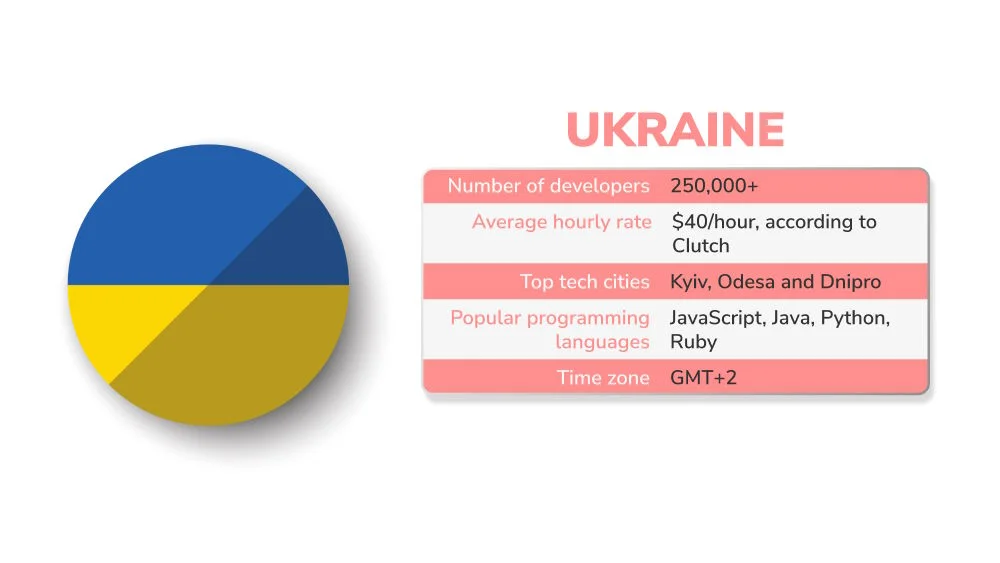 UKRAINE
Number of developers 250,000+
Average hourly rate $40/hour, according to
Clutch
Top tech cities Kyiv, Odesa and Dnipro
Popular programming JavaScript, Java, Python,
languages Ruby
Time zone GMT+2